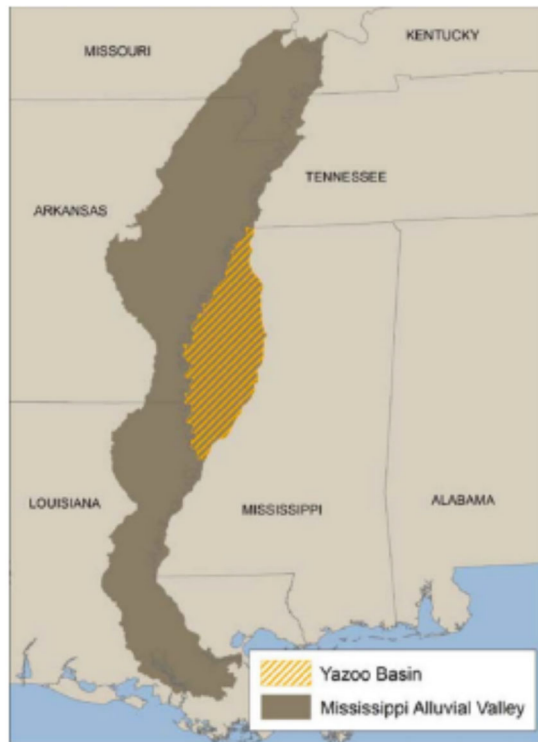 MISSOURI
KENTUCKY
TENNESSEE
ARKANSAS
LOUISIANA
MISSISSIPPI
ALABAMA
Yazoo Basin
Mississippi Alluvial Valley